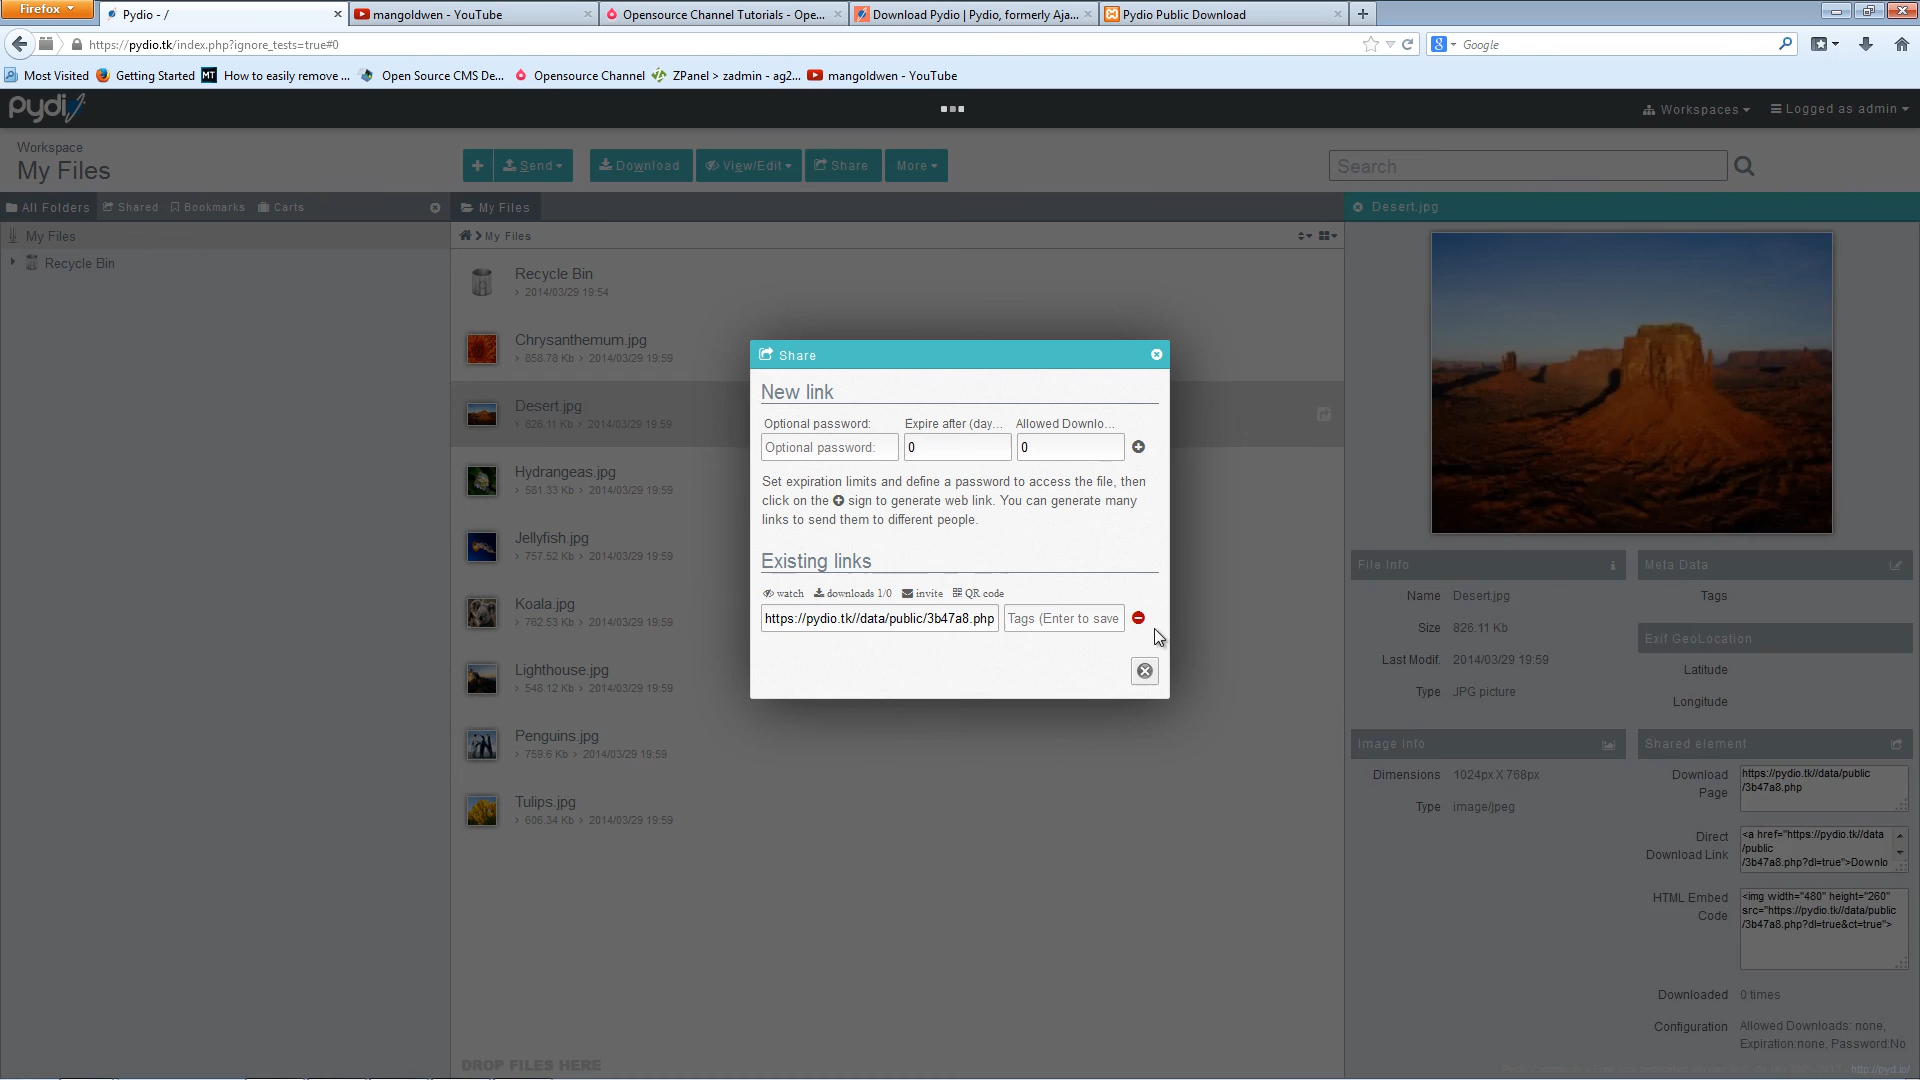 Firefox
Pydio - /
mangoldwen - YouTube
Opensource Channel Tutorials - Ope...
Download Pydio | Pydio, formerly Aja...
Pydio Public Download
https://pydio.tk/index.php?ignore_tests=true#0
Google
Most Visited
Getting Started
How to easily remove ...
Open Source CMS De...
Opensource Channel
ZPanel > zadmin - ag2...
mangoldwen - YouTube
pydio
Workspaces
Logged as admin
Workspace
My Files
Send
Download
View/Edit
Share
More
Search
All Folders
Shared
Bookmarks
Carts
My Files
Desert.jpg
My Files
Recycle Bin
My Files
Recycle Bin
2014/03/29 19:54
Chrysanthemum.jpg
858.78 Kb > 2014/03/29 19:59
Desert.jpg
826.11 Kb > 2014/03/29 19:59
Hydrangeas.jpg
581.33 Kb > 2014/03/29 19:59
Jellyfish.jpg
757.52 Kb > 2014/03/29 19:59
Koala.jpg
762.53 Kb > 2014/03/29 19:59
Lighthouse.jpg
548.12 Kb > 2014/03/29 19:59
Penguins.jpg
759.6 Kb > 2014/03/29 19:59
Tulips.jpg
606.34 Kb > 2014/03/29 19:59
DROP FILES HERE
Share
New link
Optional password:
Expire after (day...
Allowed Downlo...
Optional password:
0
0
Set expiration limits and define a password to access the file, then
click on the sign to generate web link. You can generate many
links to send them to different people.
Existing links
watch
downloads 1/0
invite
QR code
https://pydio.tk//data/public/3b47a8.php
Tags (Enter to save
File Info
Name Desert.jpg
Size 826.11 Kb
Last Modif. 2014/03/29 19:59
Type JPG picture
Image Info
Dimensions 1024px X 768px
Type image/jpeg
Meta Data
Tags
Exif GeoLocation
Latitude
Longitude
Shared element
Download
Page
https://pydio.tk//data/public
/3b47a8.php
Direct
Download Link
<a href="https://pydio.tk//data
/public
/3b47a8.php?dl=true">Downlo
HTML Embed
Code
<img width="480" height="260"
src="https://pydio.tk//data/public
/3b47a8.php?dl=true&ct=true">
Downloaded 0 times
Configuration
Allowed Downloads: none,
Expiration:none, Password:No
http://pyd.io/